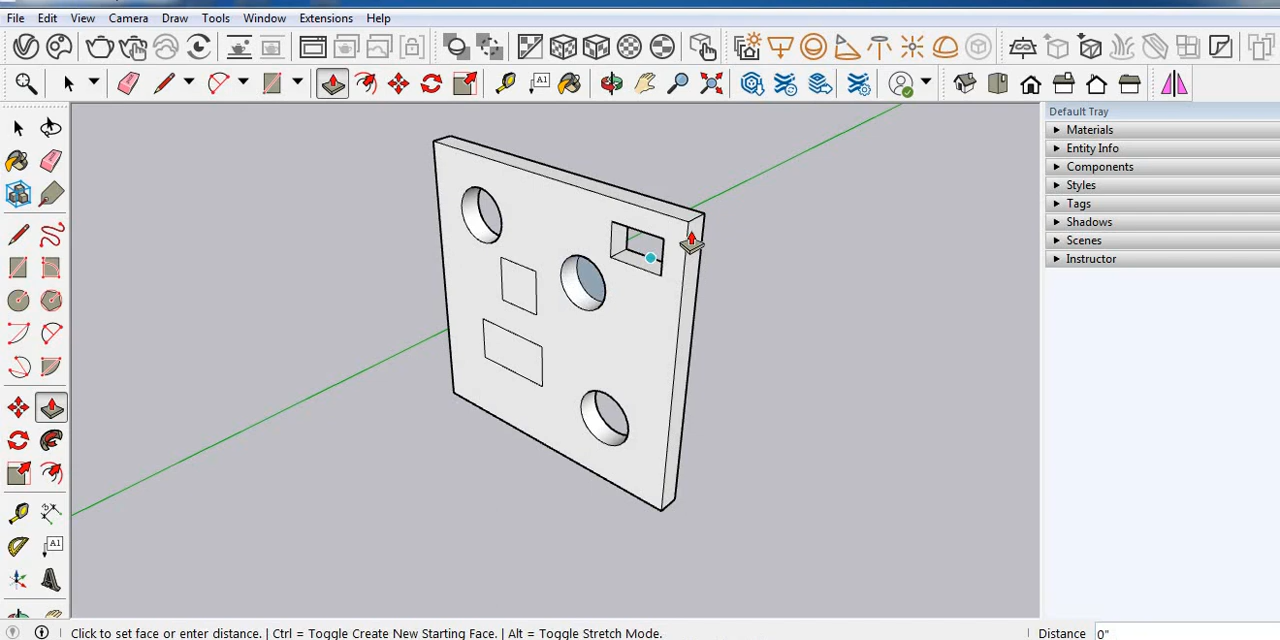 File Edit View Camera Draw Tools Window Extensions Help
A1
Default Tray
Materials
Entity Info
Components
Styles
Tags
Shadows
Scenes
Instructor
A1
Click to set face or enter distance. | Ctrl = Toggle Create New Starting Face. | Alt = Toggle Stretch Mode. Distance 0"